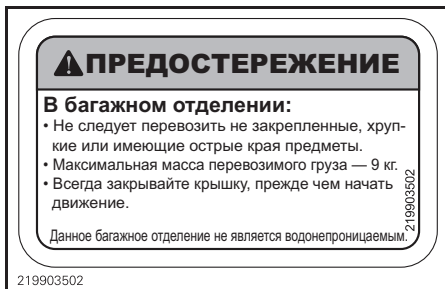 ПРЕДОСТЕРЕЖЕНИЕ
В багажном отделении:
• Не следует перевозить не закрепленные, хруп-
кие или имеющие острые края предметы.
• Максимальная масса перевозимого груза — 9 кг.
• Всегда закрывайте крышку, прежде чем начать
движение.
Данное багажное отделение не является водонепроницаемым.
219903502
219903502